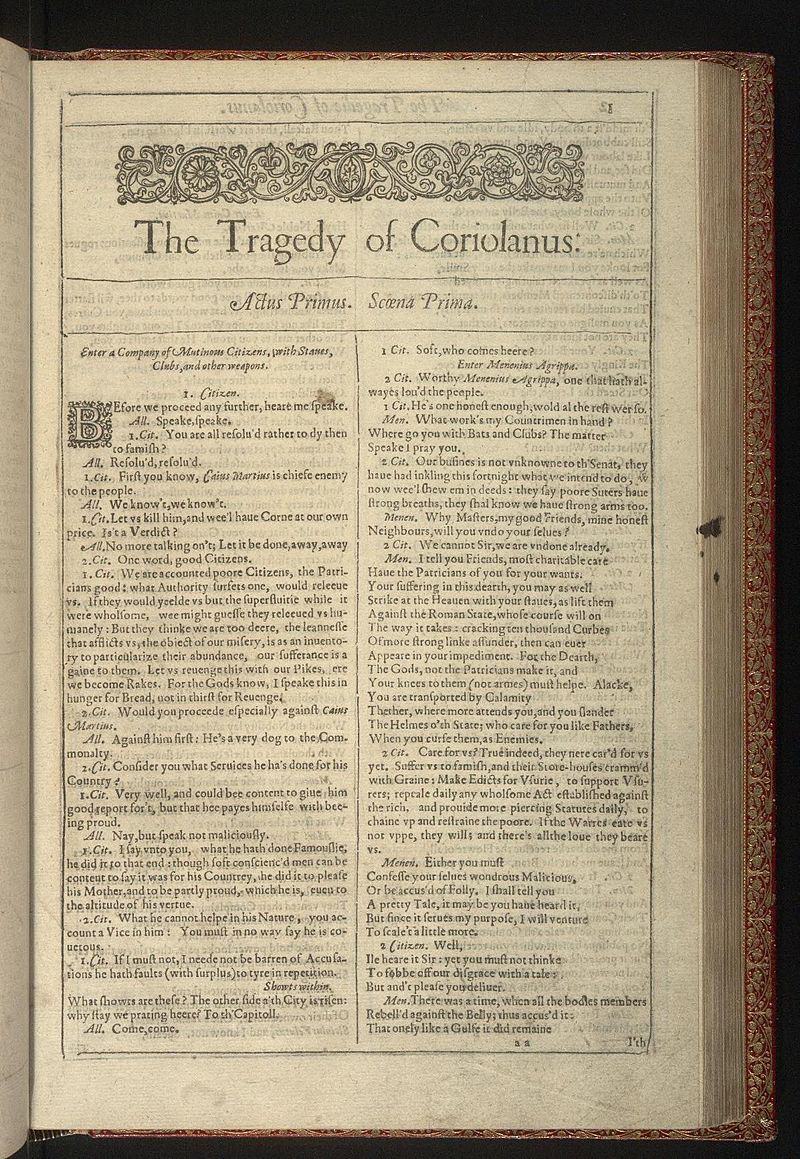 1
The Tragedy of Coriolanus.
Actus Primus. Scœna Prima.
Enter a Company of Mutinous Citizens, with Staues,
Clubs, and other weapons.
1. Citizen.
BEfore we proceed any further, heare me speake.
All. Speake, speake.
1. Cit. You are all resolu'd rather to dy then
to famish?
All. Resolu'd, resolu'd.
1. Cit. First you know, Caius Martius is chiefe enemy
to the people.
All. We know't, we know't.
1. Cit. Let vs kill him, and wee'l haue Corne at our own
price. Is't a Verdict?
All. No more talking on't; Let it be done, away, away
2. Cit. One word, good Citizens.
1. Cit. We are accounted poore Citizens, the Patri-
cians good: what Authority surfets one, would releeue
vs. If they would yeelde vs but the superfluitie while it
were wholsome, wee might guesse they releeued vs hu-
manely: But they thinke we are too deere, the leannesse
that afflicts vs, the obiect of our misery, is as an inuento-
ry to particularize their abundance, our sufferance is a
gaine to them. Let vs reuenge this with our Pikes, ere
we become Rakes. For the Gods know, I speake this in
hunger for Bread, not in thirst for Reuenge.
2. Cit. Would you proceede especially against Caius
Martius.
All. Against him first: He's a very dog to the Com-
monalty.
2. Cit. Consider you what Seruices he ha's done for his
Country?
1. Cit. Very well, and could bee content to giue him
good report for't, but that hee payes himselfe with bee-
ing proud.
All. Nay, but speak not maliciously.
1. Cit. I say vnto you, what he hath done Famouslie,
he did it to that end: though soft conscienc'd men can be
content to say it was for his Countrey, he did it to please
his Mother, and to be partly proud, which he is, euen to
the altitude of his vertue.
2. Cit. What he cannot helpe in his Nature, you ac-
count a Vice in him: You must in no way say he is co-
uetous.
1. Cit. If I must not, I neede not be barren of Accusa-
tions he hath faults (with surplus) to tyre in repetition.
Showts within.
What showts are these? The other side a'th City is risen:
why stay we prating heere? To th'Capitoll.
All. Come, come.
1 Cit. Soft, who comes heere?
Enter Menenius Agrippa.
2 Cit. Worthy Menenius Agrippa, one that hath al-
wayes lou'd the people.
1 Cit. He's one honest enough, wold al the rest wer so.
Men. What work's my Countrimen in hand?
Where go you with Bats and Clubs? The matter
Speake I pray you.
2 Cit. Our busines is not vnknowne to th'Senat, they
haue had inkling this fortnight what we intend to do, w
now wee'l shew em in deeds: they say poore Suters haue
strong breaths, they shal know we haue strong arms too.
Menen. Why Masters, my good Friends, mine honest
Neighbours, will you vndo your selues?
2 Cit. We cannot Sir, we are vndone already.
Men. I tell you Friends, most charitable care
Haue the Patricians of you for your wants.
Your suffering in this dearth, you may as well
Strike at the Heauen with your staues, as lift them
Against the Roman State, whose course will on
The way it takes: cracking ten thousand Curbes
Of more strong linke assunder, then can euer
Appeare in your impediment. For the Dearth,
The Gods, not the Patricians make it, and
Your knees to them (not armes) must helpe. Alacke,
You are transported by Calamity
Thether, where more attends you, and you slander
The Helmes o'th State; who care for you like Fathers,
When you curse them, as Enemies.
2 Cit. Care for vs? True indeed, they nere car'd for vs
yet. Suffer vs to famish, and their Store-houses cramm'd
with Graine: Make Edicts for Vsurie, to support Vsu-
rers; repeale daily any wholsome Act established against
the rich, and prouide more piercing Statutes daily, to
chaine vp and restraine the poore. If the Warres eate vs
not vppe, they will; and there's all the loue they beare
vs.
Menen. Either you must
Confesse your selues wondrous Malicious,
Or be accus'd of Folly. I shall tell you
A pretty Tale, it may be you haue heard it,
But since it serues my purpose, I will venture
To scale't a little more.
2 Citizen. Well,
Ile heare it Sir: yet you must not thinke
To fobbe off our disgrace with a tale:
But and't please you deliuer.
Men. There was a time, when all the bodies members
Rebell'd against the Belly; thus accus'd it:
That onely like a Gulfe it did remaine
a a I'th